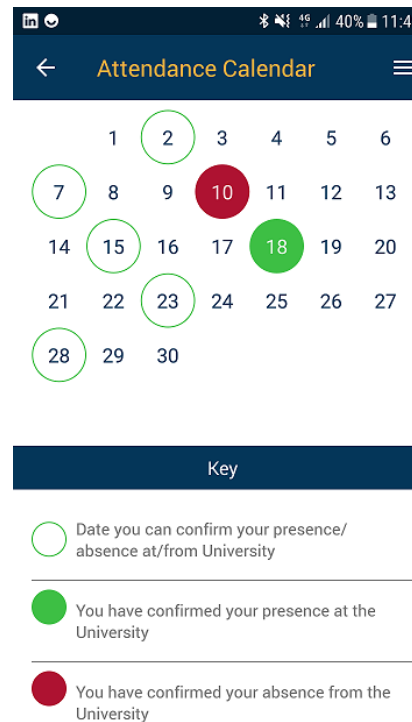 in 4G 40% 11:4
Attendance Calendar
1 2 3 4 5 6
7 8 9 10 11 12 13
14 15 16 17 18 19 20
21 22 23 24 25 26 27
28 29 30
Key
Date you can confirm your presence/
absence at/from University
You have confirmed your presence at the
University
You have confirmed your absence from the
University